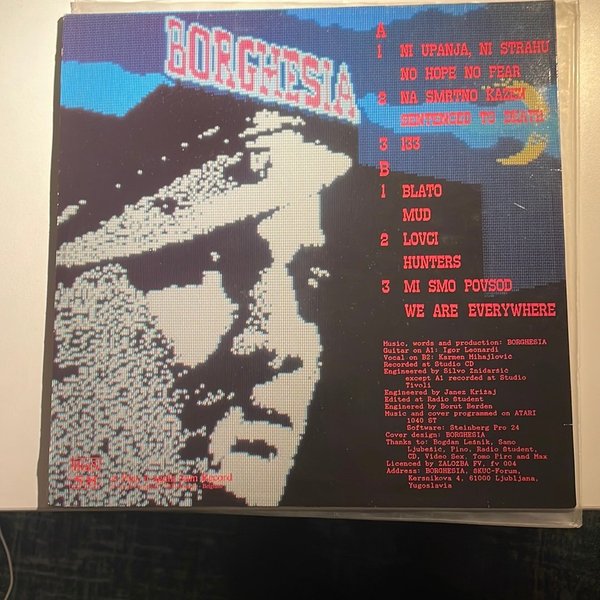 BORGHESIA
A
1 NI UPANJA, NI STRAHU
NO HOPE NO FEAR
2 NA SMRTNO KAZEN
SENTENCED TO DEATH
3 133
B
1 BLATO
MUD
2 LOVCI
HUNTERS
3 MI SMO POVSOD
WE ARE EVERYWHERE
Music, words and production: BORGHESIA
Guitar on A1: Igor Leonardi
Vocal on B2: Karmen Mihajlovic
Recorded at Studio CD
Engineered by Silvo Znidarsic
except A1 recorded at Studio
Tivoli
Engineered by Janez Križaj
Edited at Radio Student
Engineered by Borut Berden
Music and cover programmed on ATARI
1040 ST
Software: Steinberg Pro 24
Cover design: BORGHESIA
Thanks to: Bogdan Lešnik, Samo
Ljubešic, Pino, Radio Student,
CD, Video Sex, Tomo Pirc and Max
Licenced by ZALOZBA FV, fv 004
Address: BORGHESIA, SKUC-Forum,
Kersnikova 4, 61000 Ljubljana,
Yugoslavia
Record